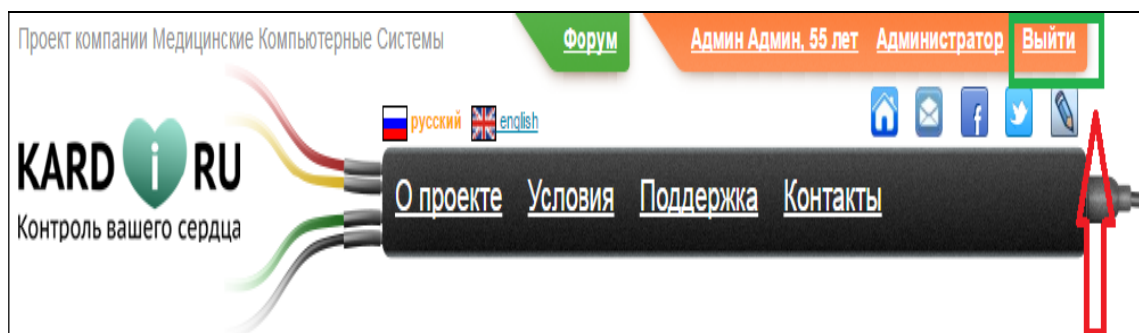 Проект компании Медицинские Компьютерные Системы
Форум
Админ Админ, 55 лет Администратор Выйти
русский english
KARD i RU
Контроль вашего сердца
О проекте Условия Поддержка Контакты